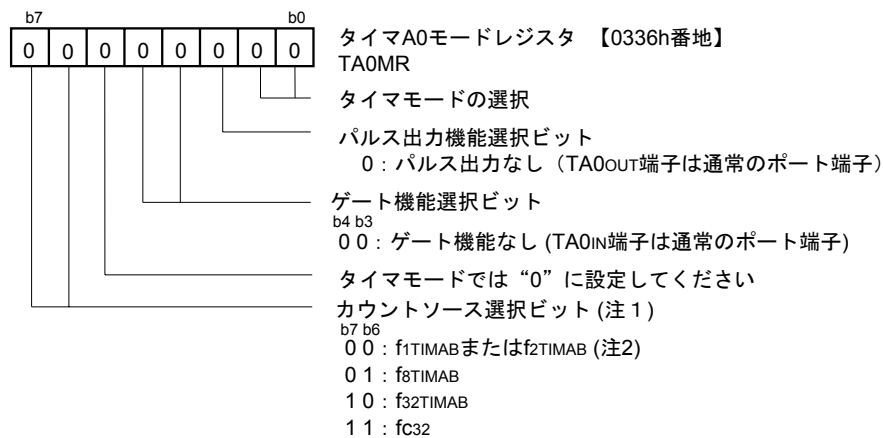 b7 b0
0 0 0 0 0 0 0 0
タイマA0モードレジスタ 【0336h番地】
TA0MR
タイマモードの選択
パルス出力機能選択ビット
0 : パルス出力なし（TA0OUT端子は通常のポート端子）
ゲート機能選択ビット
b4 b3
0 0 : ゲート機能なし (TA0IN端子は通常のポート端子)
タイマモードでは“0”に設定してください
カウントソース選択ビット (注１)
b7 b6
0 0 : f1TIMABまたはf2TIMAB (注2)
0 1 : f8TIMAB
1 0 : f32TIMAB
1 1 : fC32